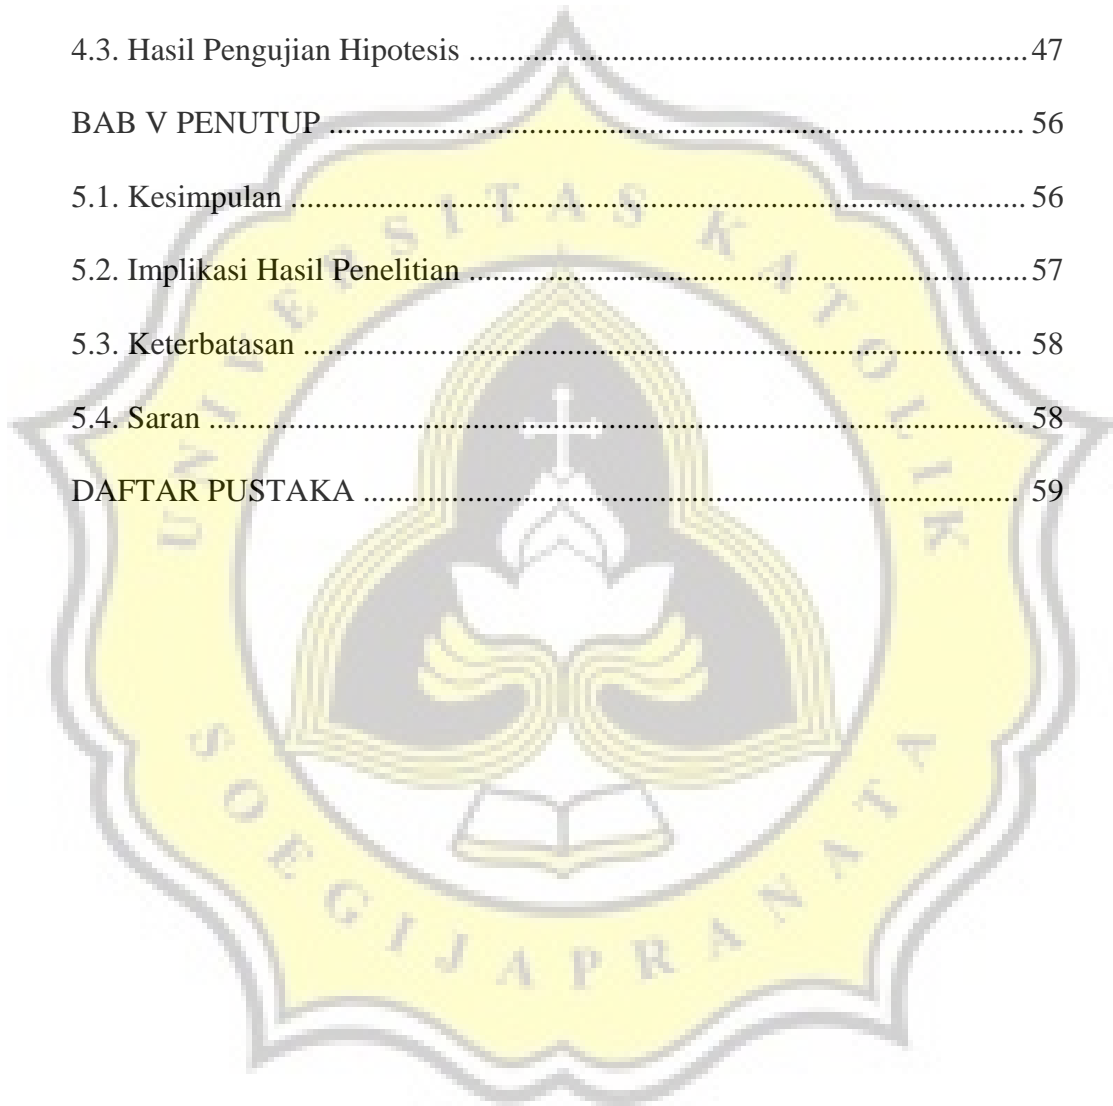 4.3. Hasil Pengujian Hipotesis ........................................................................ 47
BAB V PENUTUP ......................................................................................... 56
5.1. Kesimpulan .............................................................................................. 56
5.2. Implikasi Hasil Penelitian ........................................................................ 57
5.3. Keterbatasan ............................................................................................ 58
5.4. Saran ........................................................................................................ 58
DAFTAR PUSTAKA .................................................................................... 59
UNIVERSITAS KATOLIK
SOEGIJAPRANATA